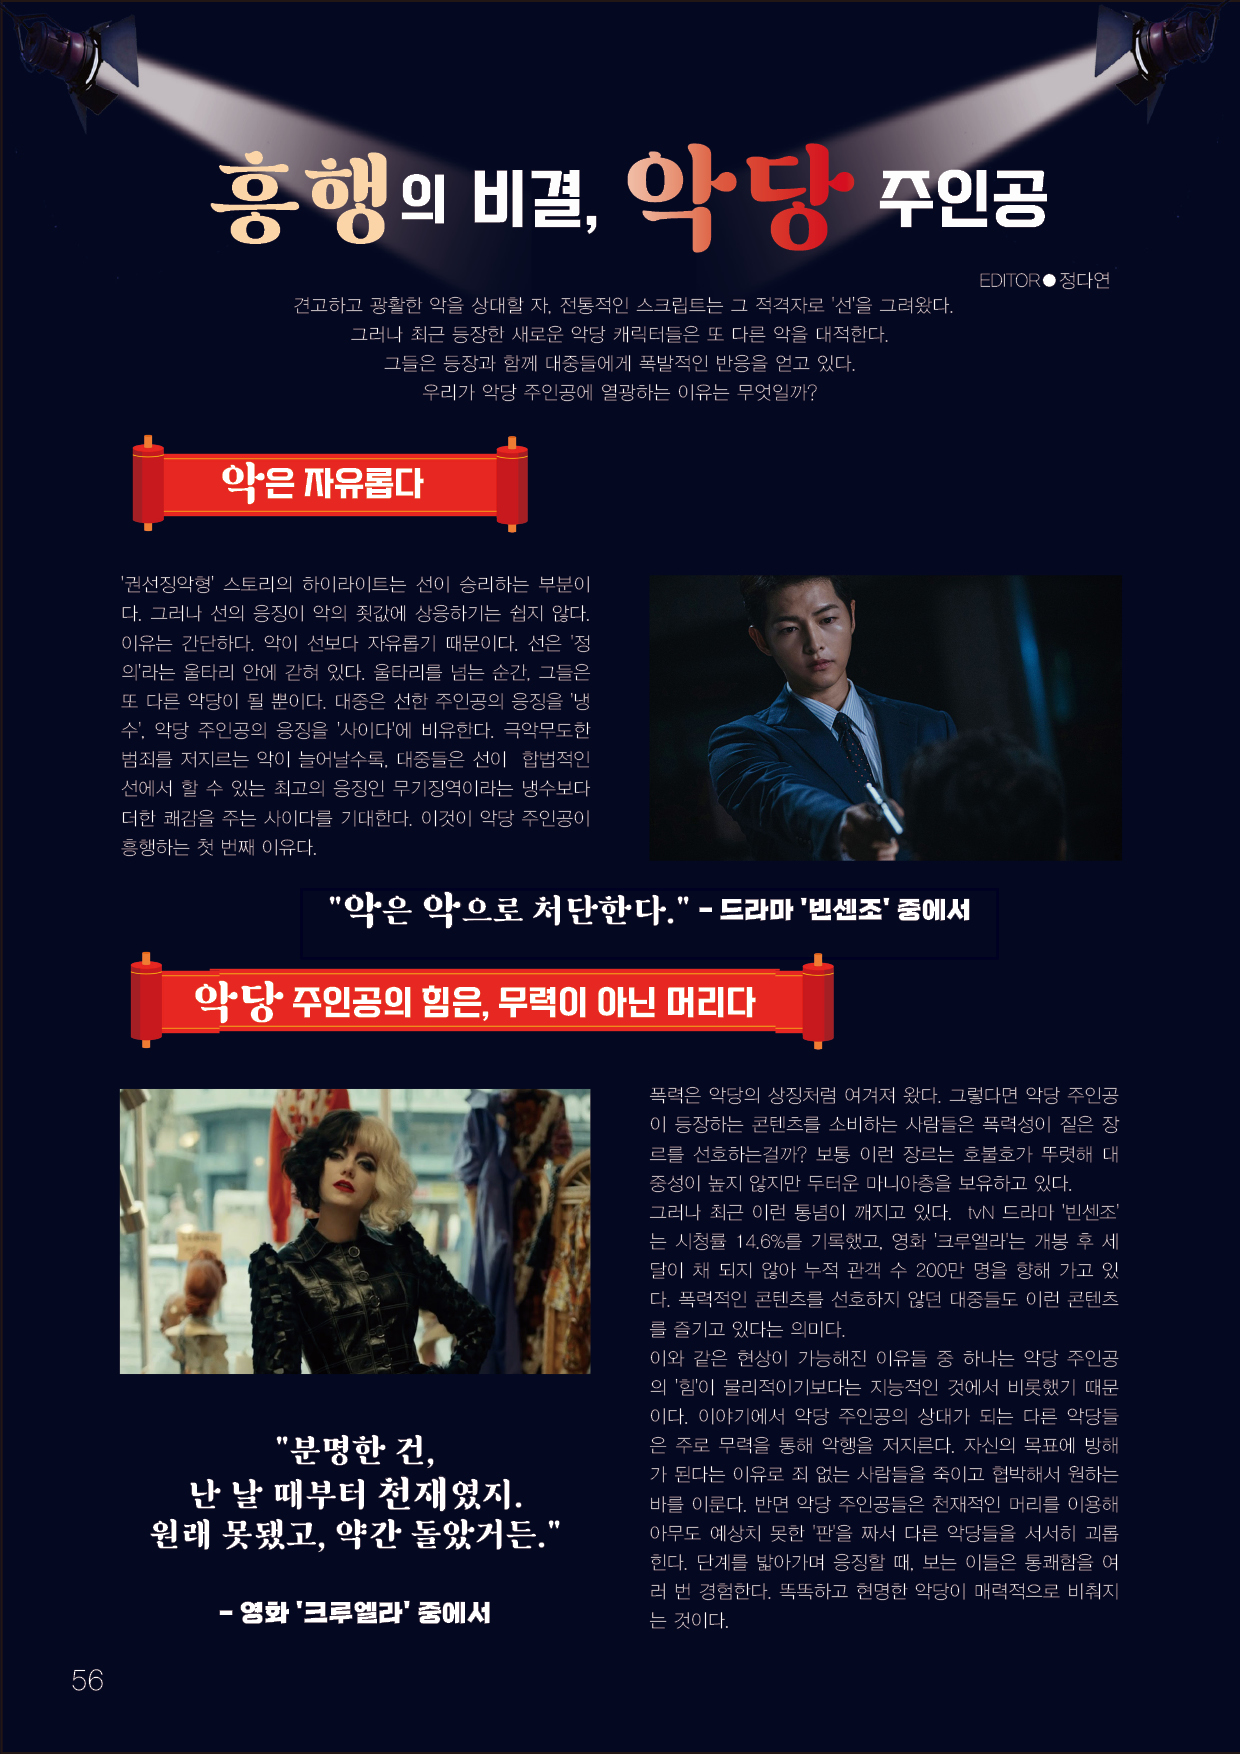 흥행의 비결, 악당 주인공
EDITOR●정다연
견고하고 광활한 악을 상대할 자, 전통적인 스크립트는 그 적격자로 '선'을 그려왔다.
그러나 최근 등장한 새로운 악당 캐릭터들은 또 다른 악을 대적한다.
그들은 등장과 함께 대중들에게 폭발적인 반응을 얻고 있다.
우리가 악당 주인공에 열광하는 이유는 무엇일까?
악은 자유롭다
'권선징악형' 스토리의 하이라이트는 선이 승리하는 부분이
다. 그러나 선의 응징이 악의 죗값에 상응하기는 쉽지 않다.
이유는 간단하다. 악이 선보다 자유롭기 때문이다. 선은 '정
의'라는 울타리 안에 갇혀 있다. 울타리를 넘는 순간, 그들은
또 다른 악당이 될 뿐이다. 대중은 선한 주인공의 응징을 '냉
수', 악당 주인공의 응징을 '사이다'에 비유한다. 극악무도한
범죄를 저지르는 악이 늘어날수록, 대중들은 선이 합법적인
선에서 할 수 있는 최고의 응징인 무기징역이라는 냉수보다
더한 쾌감을 주는 사이다를 기대한다. 이것이 악당 주인공이
흥행하는 첫 번째 이유다.
"악은 악으로 처단한다." - 드라마 '빈센조' 중에서
악당 주인공의 힘은, 무력이 아닌 머리다
"분명한 건,
난 날 때부터 천재였지.
원래 못됐고, 약간 돌았거든."
- 영화 '크루엘라' 중에서
폭력은 악당의 상징처럼 여겨져 왔다. 그렇다면 악당 주인공
이 등장하는 콘텐츠를 소비하는 사람들은 폭력성이 짙은 장
르를 선호하는걸까? 보통 이런 장르는 호불호가 뚜렷해 대
중성이 높지 않지만 두터운 마니아층을 보유하고 있다.
그러나 최근 이런 통념이 깨지고 있다. tvN 드라마 '빈센조'
는 시청률 14.6%를 기록했고, 영화 '크루엘라'는 개봉 후 세
달이 채 되지 않아 누적 관객 수 200만 명을 향해 가고 있
다. 폭력적인 콘텐츠를 선호하지 않던 대중들도 이런 콘텐츠
를 즐기고 있다는 의미다.
이와 같은 현상이 가능해진 이유들 중 하나는 악당 주인공
의 '힘'이 물리적이기보다는 지능적인 것에서 비롯했기 때문
이다. 이야기에서 악당 주인공의 상대가 되는 다른 악당들
은 주로 무력을 통해 악행을 저지른다. 자신의 목표에 방해
가 된다는 이유로 죄 없는 사람들을 죽이고 협박해서 원하는
바를 이룬다. 반면 악당 주인공들은 천재적인 머리를 이용해
아무도 예상치 못한 '판'을 짜서 다른 악당들을 서서히 괴롭
힌다. 단계를 밟아가며 응징할 때, 보는 이들은 통쾌함을 여
러 번 경험한다. 똑똑하고 현명한 악당이 매력적으로 비춰지
는 것이다.
56